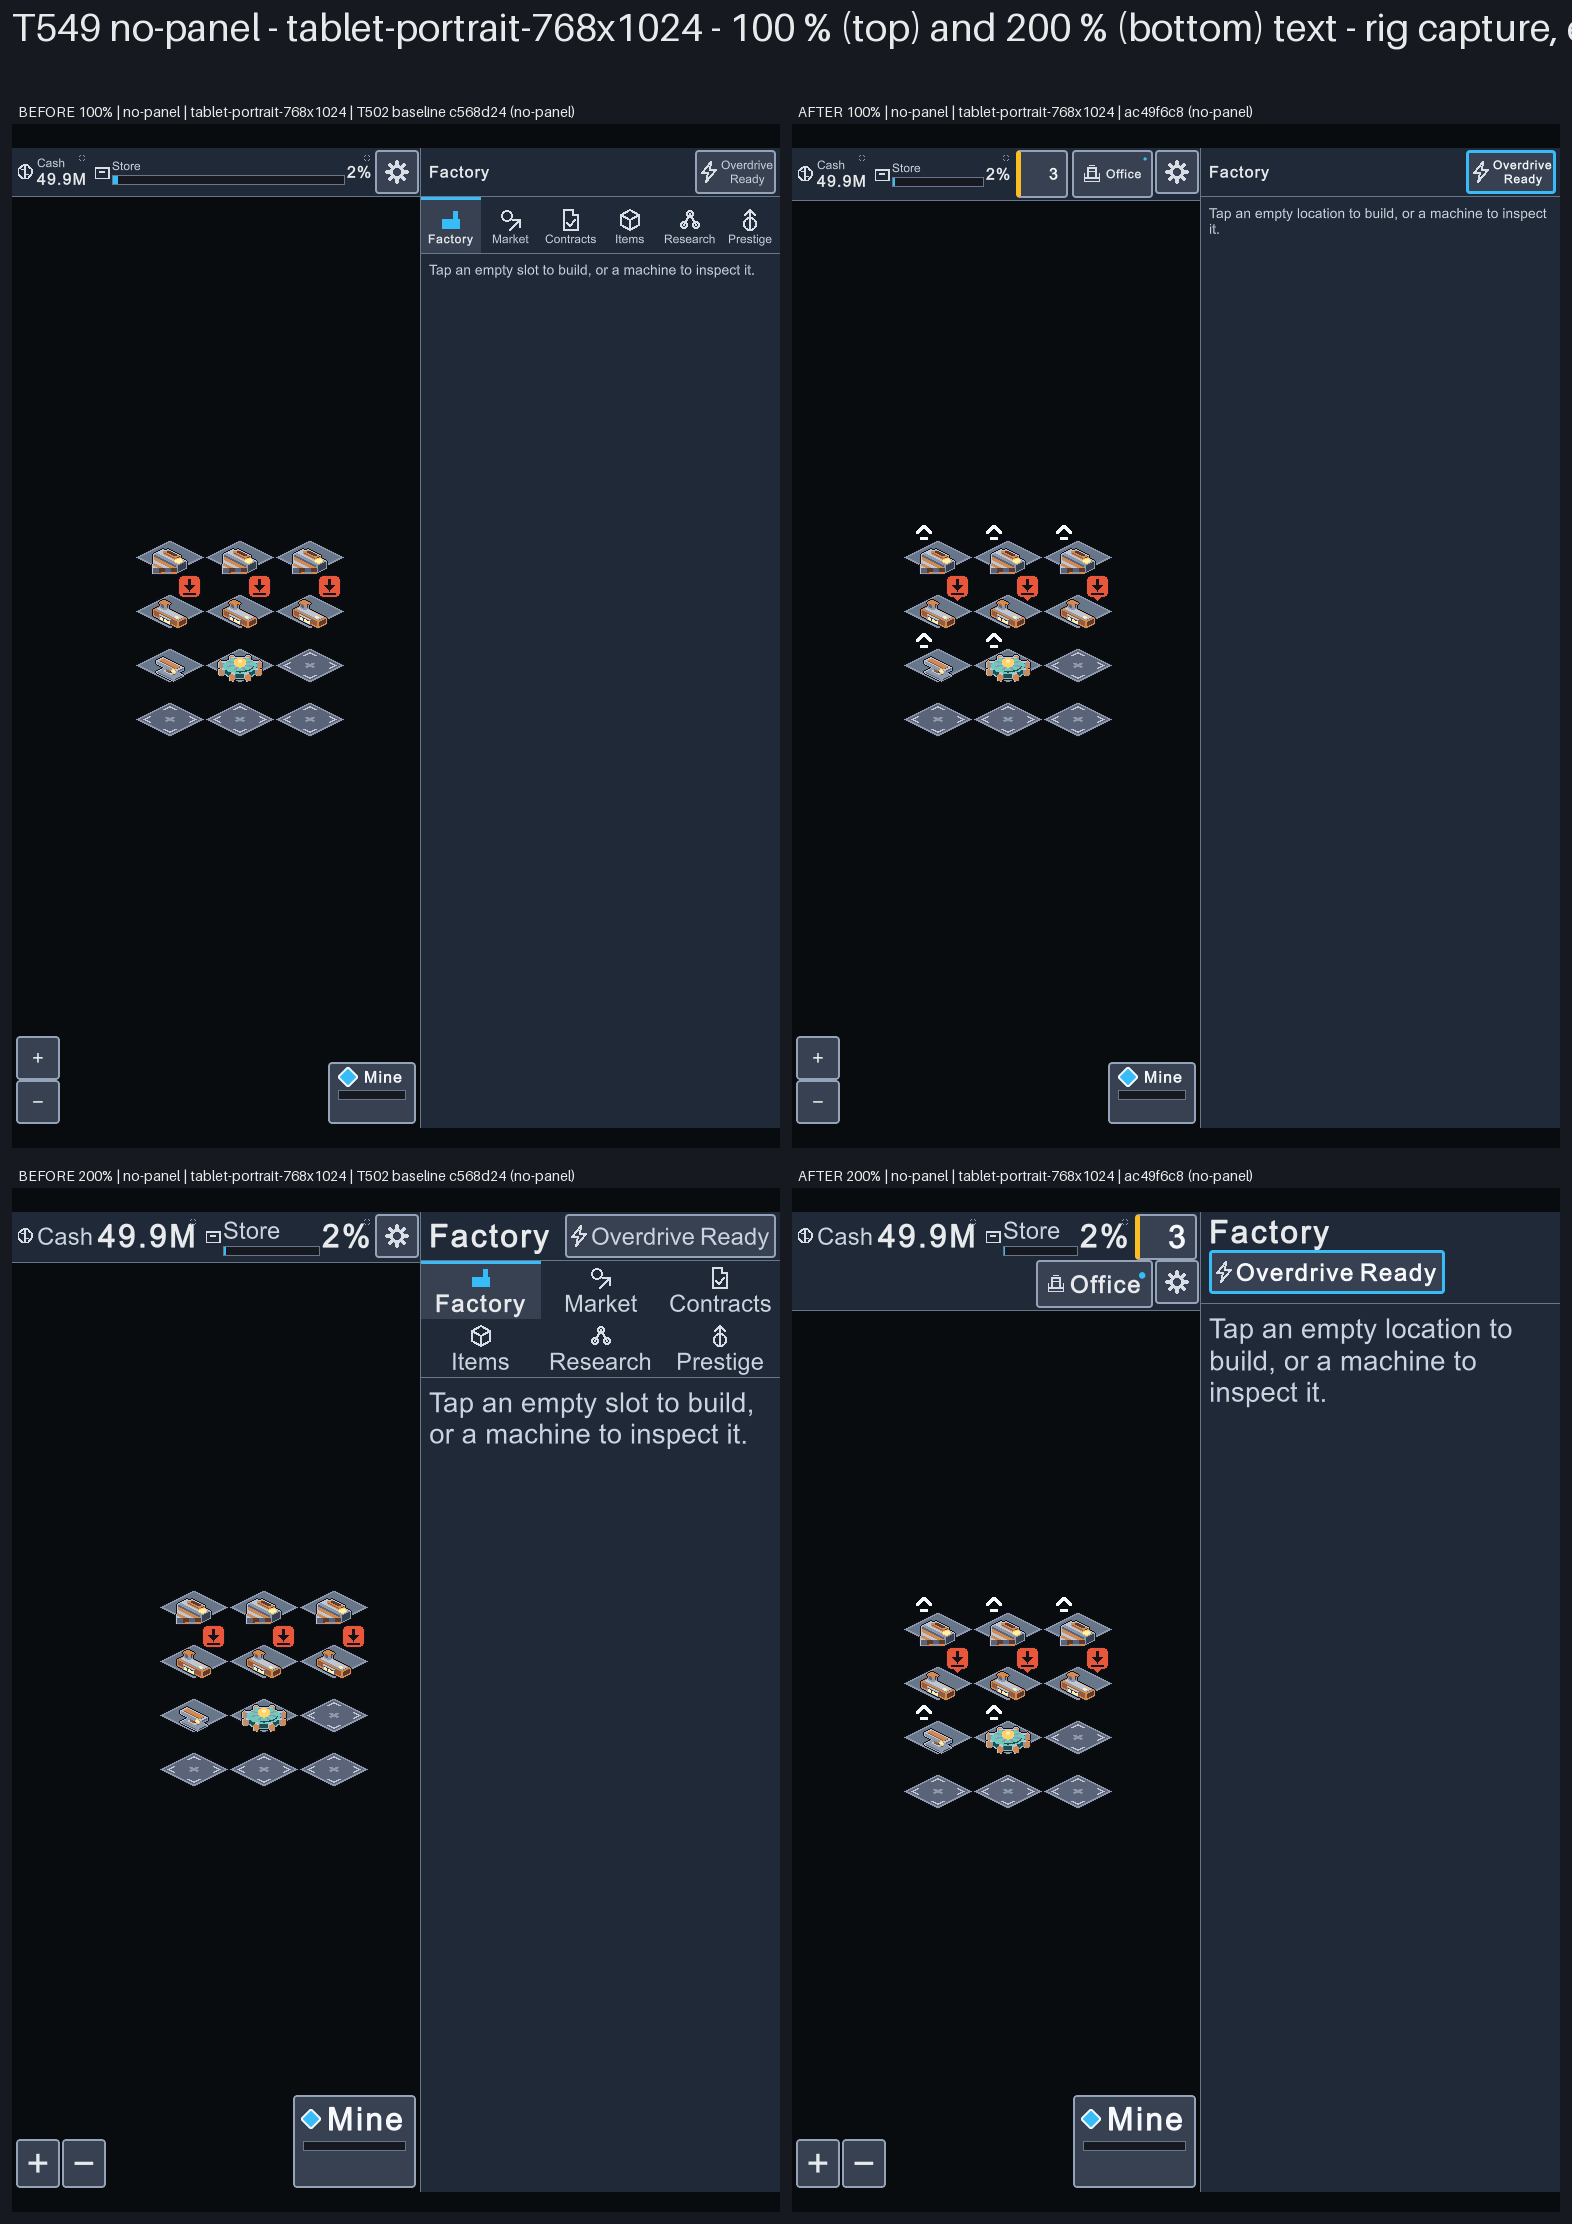 T549 no-panel - tablet-portrait-768x1024 - 100 % (top) and 200 % (bottom) text - rig capture,
BEFORE 100% | no-panel | tablet-portrait-768x1024 | T502 baseline c568d24 (no-panel)
Cash
49.9M
Store
2%
Factory
Overdrive
Ready
Factory
Market
Contracts
Items
Research
Prestige
Tap an empty slot to build, or a machine to inspect it.
+
−
Mine
AFTER 100% | no-panel | tablet-portrait-768x1024 | ac49f6c8 (no-panel)
Cash
49.9M
Store
2%
3
Office
Factory
Overdrive
Ready
Tap an empty location to build, or a machine to inspect
it.
+
−
Mine
BEFORE 200% | no-panel | tablet-portrait-768x1024 | T502 baseline c568d24 (no-panel)
Cash 49.9M
Store
2%
Factory
Overdrive Ready
Factory
Market
Contracts
Items
Research
Prestige
Tap an empty slot to build,
or a machine to inspect it.
+
−
Mine
AFTER 200% | no-panel | tablet-portrait-768x1024 | ac49f6c8 (no-panel)
Cash 49.9M
Store
2%
3
Office
Factory
Overdrive Ready
Tap an empty location to
build, or a machine to
inspect it.
+
−
Mine